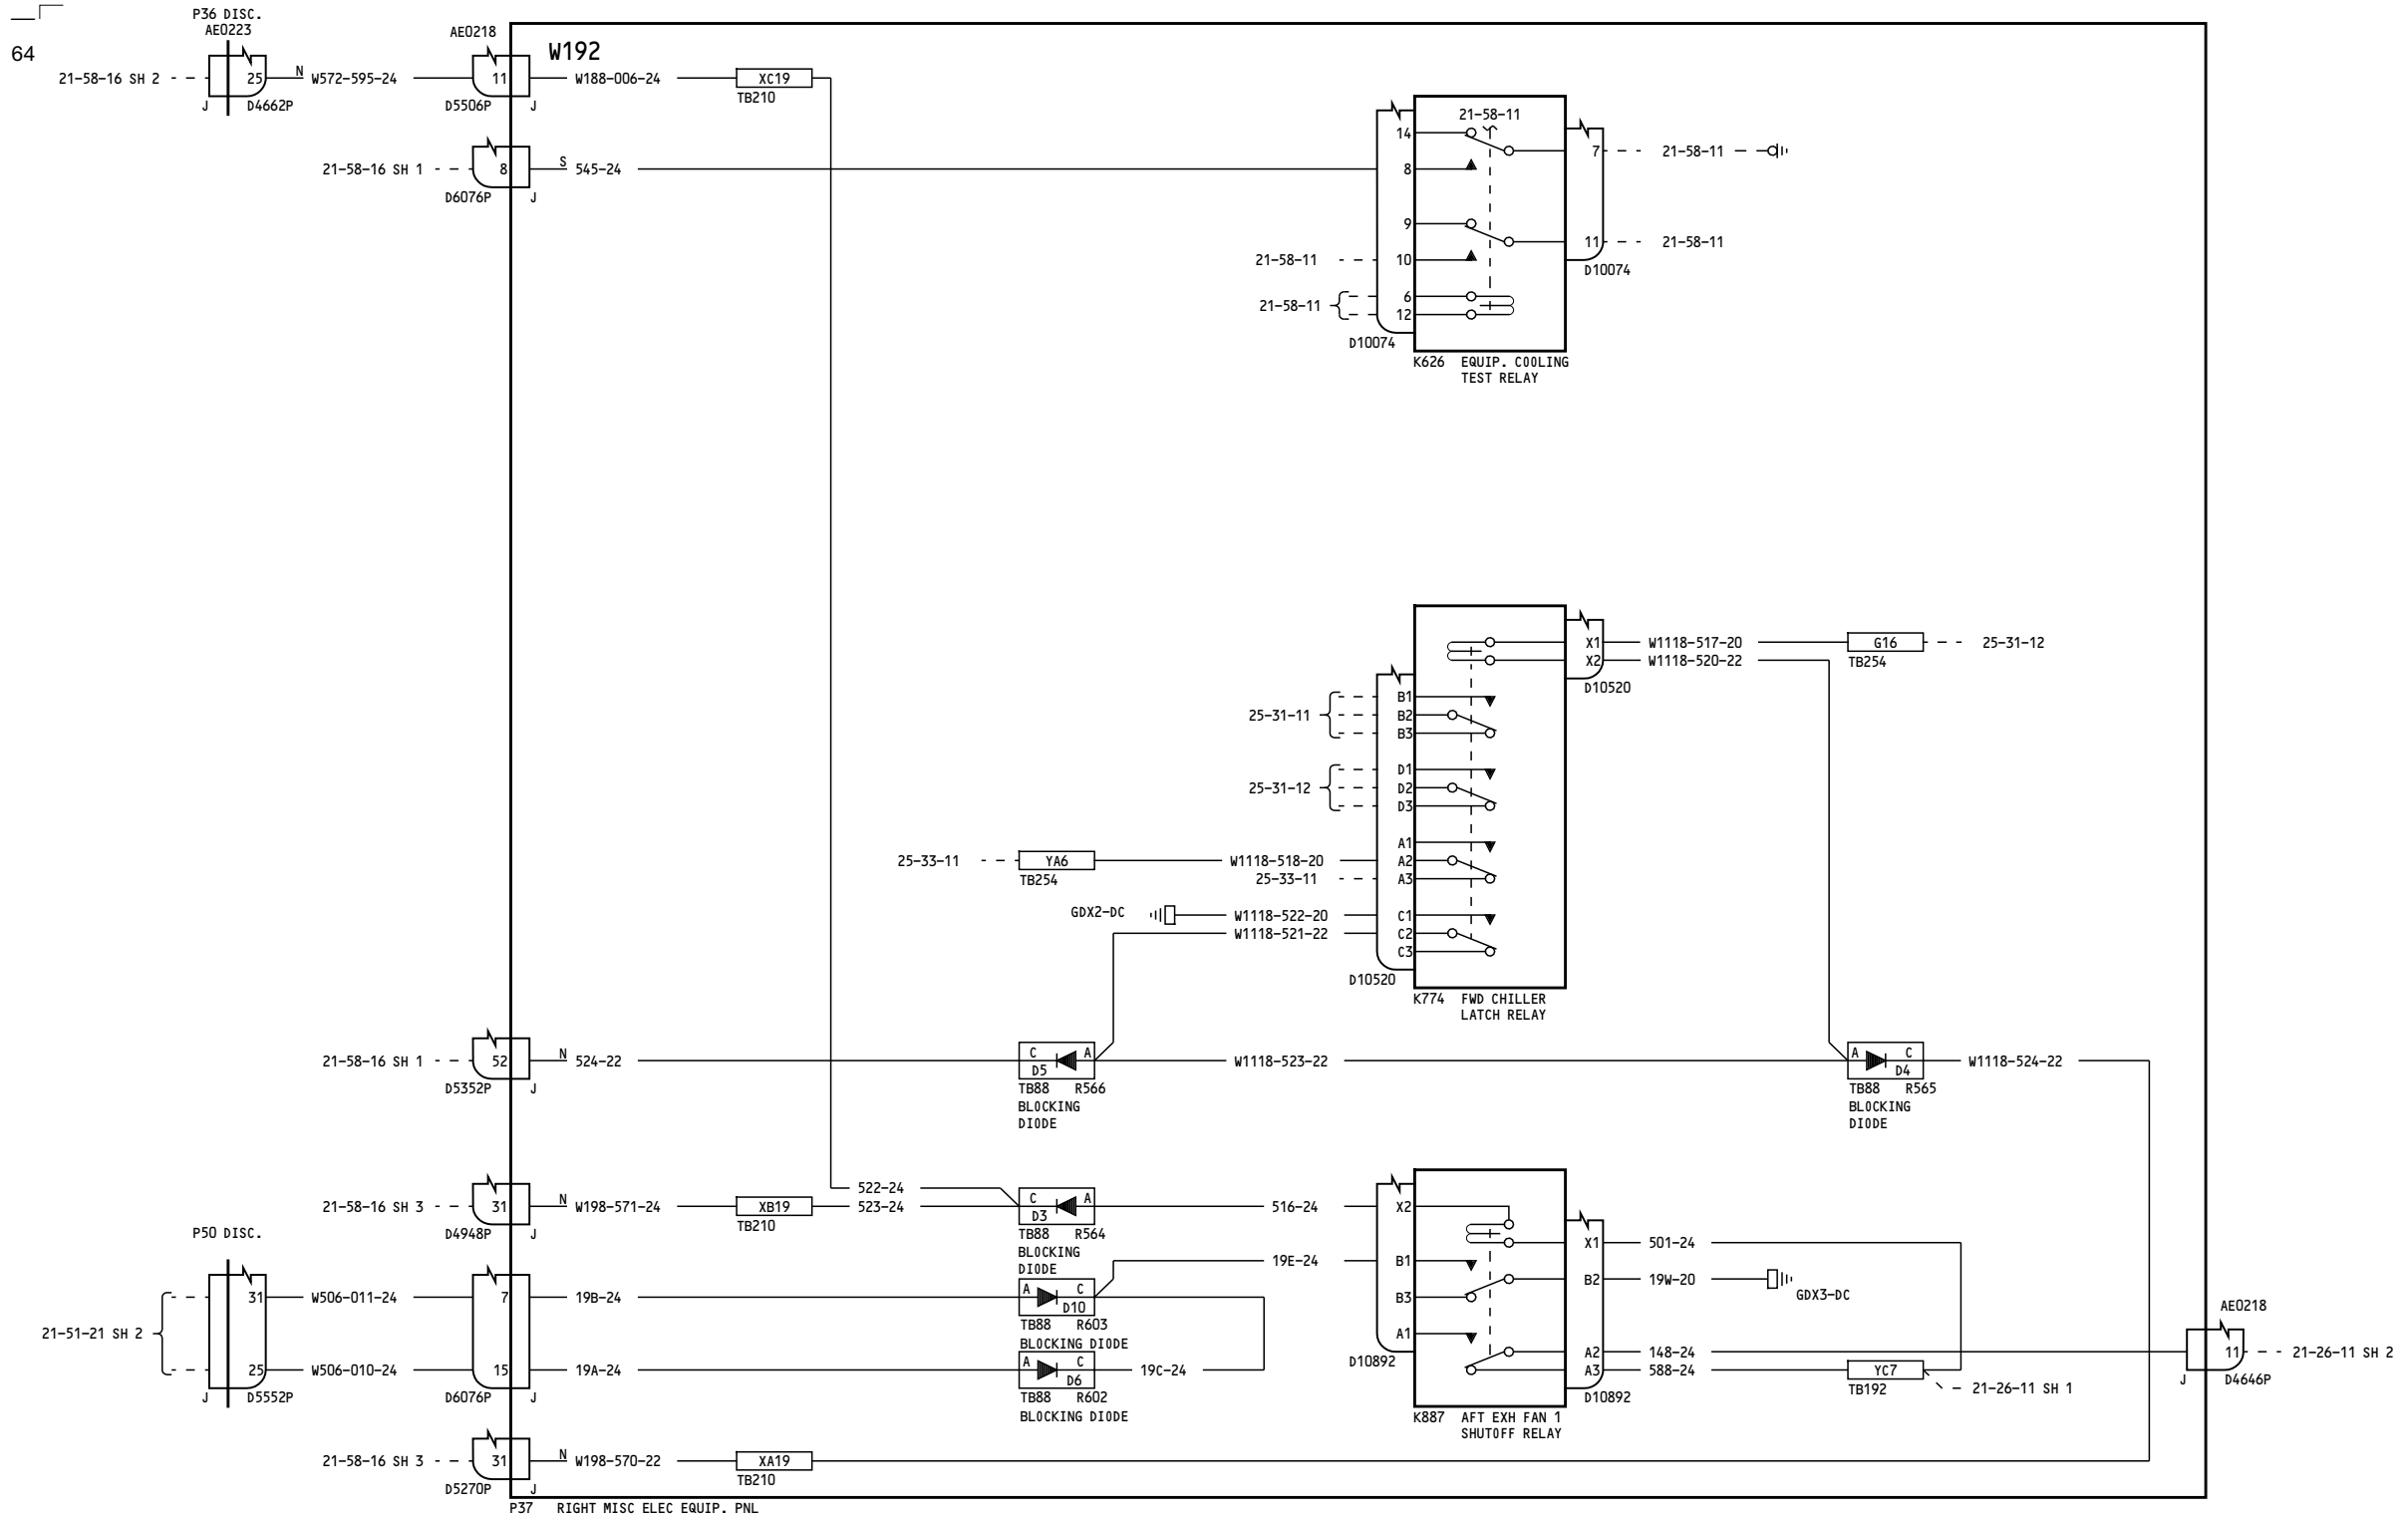 64
P36 DISC.
AE0223
21-58-16 SH 2
25
J
D4662P
N
W572-595-24
AE0218
11
D5506P
J
W192
W188-006-24
XC19
TB210
21-58-16 SH 1
8
D6076P
J
S
545-24
21-58-11
14
8
9
10
6
12
7
11
21-58-11
21-58-11
21-58-11
21-58-11
D10074
D10074
K626
EQUIP. COOLING
TEST RELAY
X1
X2
W1118-517-20
W1118-520-22
G16
TB254
25-31-12
D10520
25-31-11
B1
B2
B3
25-31-12
D1
D2
D3
25-33-11
YA6
TB254
W1118-518-20
25-33-11
A1
A2
A3
GDX2-DC
W1118-522-20
W1118-521-22
C1
C2
C3
D10520
K774
FWD CHILLER
LATCH RELAY
21-58-16 SH 1
52
D5352P
J
N
524-22
C
A
D5
TB88
R566
BLOCKING
DIODE
W1118-523-22
A
C
D4
TB88
R565
BLOCKING
DIODE
W1118-524-22
21-58-16 SH 3
31
D4948P
J
N
W198-571-24
XB19
TB210
522-24
523-24
C
A
D3
TB88
R564
BLOCKING
DIODE
516-24
X2
X1
501-24
19E-24
B1
B3
B2
19W-20
GDX3-DC
A1
A2
A3
148-24
588-24
YC7
TB192
21-26-11 SH 1
D10892
D10892
K887
AFT EXH FAN 1
SHUTOFF RELAY
AE0218
11
J
D4646P
21-26-11 SH 2
P50 DISC.
21-51-21 SH 2
31
25
J
D5552P
W506-011-24
W506-010-24
7
15
D6076P
J
19B-24
19A-24
A
C
D10
TB88
R603
BLOCKING DIODE
A
C
D6
TB88
R602
BLOCKING DIODE
19C-24
21-58-16 SH 3
31
D5270P
J
N
W198-570-22
XA19
TB210
P37
RIGHT MISC ELEC EQUIP. PNL